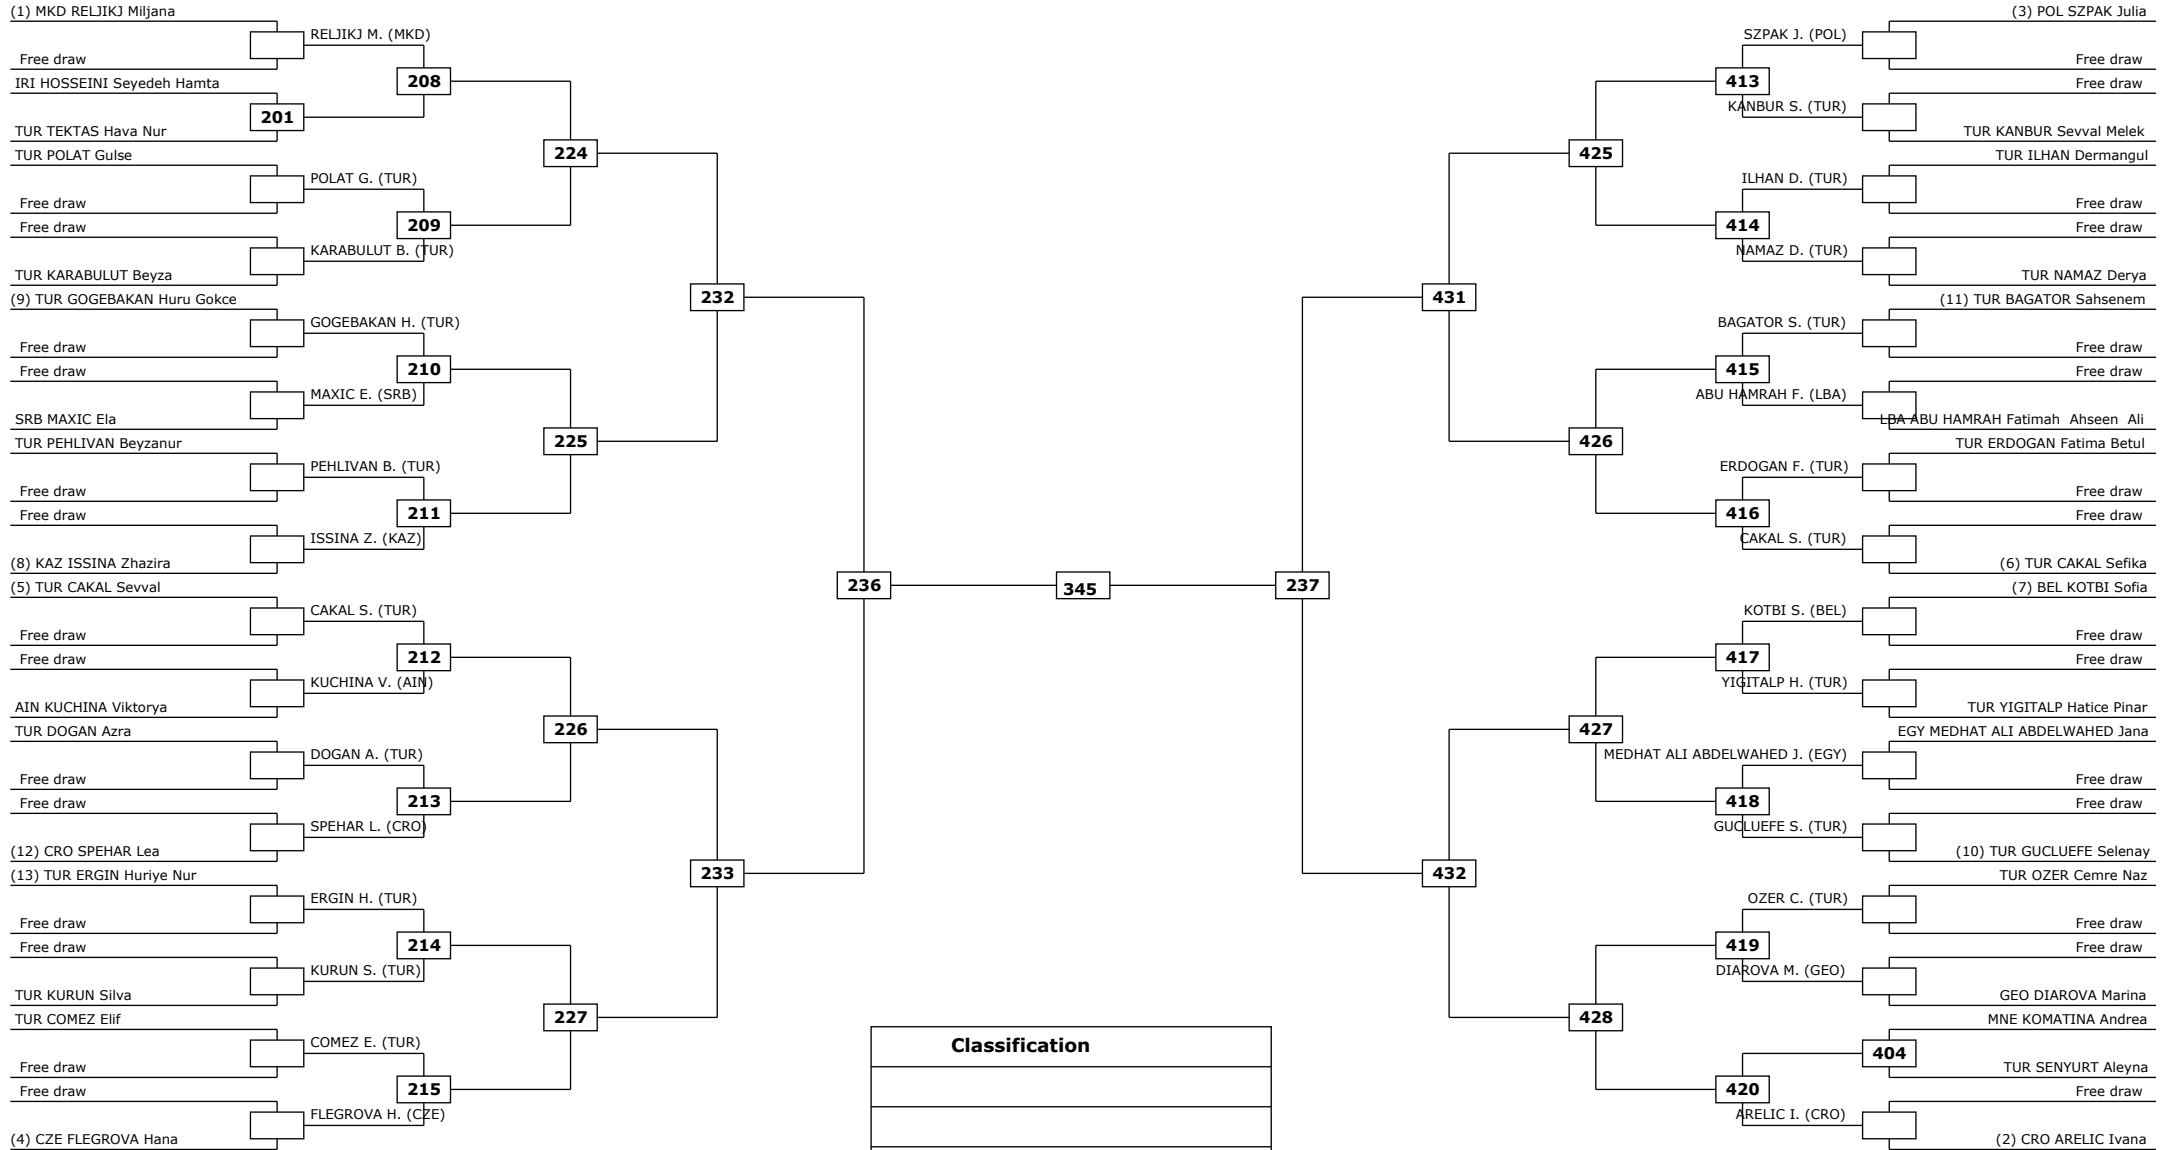 (1) MKD RELJIKJ Miljana
RELJIKJ M. (MKD)
Free draw
208
IRI HOSSEINI Seyedeh Hamta
201
TUR TEKTAS Hava Nur
224
TUR POLAT Gulse
POLAT G. (TUR)
Free draw
209
Free draw
KARABULUT B. (TUR)
TUR KARABULUT Beyza
232
(9) TUR GOGEBAKAN Huru Gokce
GOGEBAKAN H. (TUR)
Free draw
210
Free draw
MAXIC E. (SRB)
SRB MAXIC Ela
225
TUR PEHLIVAN Beyzanur
PEHLIVAN B. (TUR)
Free draw
211
Free draw
ISSINA Z. (KAZ)
(8) KAZ ISSINA Zhazira
236
(5) TUR CAKAL Sevval
CAKAL S. (TUR)
Free draw
212
Free draw
KUCHINA V. (AIN)
AIN KUCHINA Viktorya
226
TUR DOGAN Azra
DOGAN A. (TUR)
Free draw
213
Free draw
SPEHAR L. (CRO)
(12) CRO SPEHAR Lea
233
(13) TUR ERGIN Huriye Nur
ERGIN H. (TUR)
Free draw
214
Free draw
KURUN S. (TUR)
TUR KURUN Silva
227
TUR COMEZ Elif
COMEZ E. (TUR)
Free draw
215
Free draw
FLEGROVA H. (CZE)
(4) CZE FLEGROVA Hana
345
Classification
(3) POL SZPAK Julia
SZPAK J. (POL)
Free draw
413
Free draw
KANBUR S. (TUR)
TUR KANBUR Sevval Melek
425
TUR ILHAN Dermangul
ILHAN D. (TUR)
Free draw
414
Free draw
NAMAZ D. (TUR)
TUR NAMAZ Derya
431
(11) TUR BAGATOR Sahsenem
BAGATOR S. (TUR)
Free draw
415
Free draw
ABU HAMRAH F. (LBA)
LBA ABU HAMRAH Fatimah  Ahseen  Ali
426
TUR ERDOGAN Fatima Betul
ERDOGAN F. (TUR)
Free draw
416
Free draw
CAKAL S. (TUR)
(6) TUR CAKAL Sefika
237
(7) BEL KOTBI Sofia
KOTBI S. (BEL)
Free draw
417
Free draw
YIGITALP H. (TUR)
TUR YIGITALP Hatice Pinar
427
EGY MEDHAT ALI ABDELWAHED Jana
MEDHAT ALI ABDELWAHED J. (EGY)
Free draw
418
Free draw
GUCLUEFE S. (TUR)
(10) TUR GUCLUEFE Selenay
432
TUR OZER Cemre Naz
OZER C. (TUR)
Free draw
419
Free draw
DIAROVA M. (GEO)
GEO DIAROVA Marina
428
MNE KOMATINA Andrea
404
TUR SENYURT Aleyna
420
Free draw
ARELIC I. (CRO)
(2) CRO ARELIC Ivana